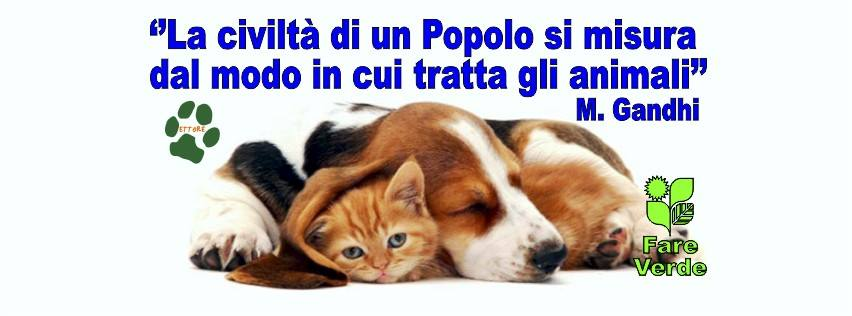 ‘’La civiltà di un Popolo si misura
dal modo in cui tratta gli animali”
M. Gandhi
ETTORE
Fare
Verde